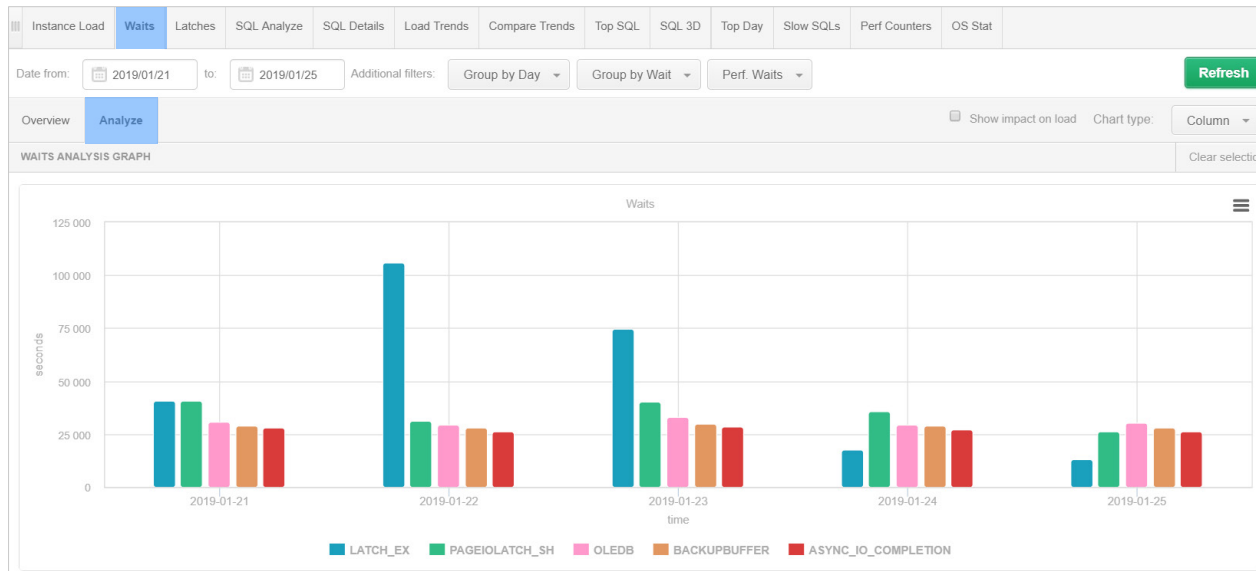 Instance Load Waits Latches SQL Analyze SQL Details Load Trends Compare Trends Top SQL SQL 3D Top Day Slow SQLs Perf Counters OS Stat
Date from: 2019/01/21 to: 2019/01/25 Additional filters: Group by Day Group by Wait Perf. Waits Refresh
Overview Analyze Show impact on load Chart type: Column
WAITS ANALYSIS GRAPH Clear selectio
Waits
125 000
100 000
75 000
50 000
25 000
0
seconds
2019-01-21 2019-01-22 2019-01-23 2019-01-24 2019-01-25
time
LATCH_EX PAGEIOLATCH_SH OLEDB BACKUPBUFFER ASYNC_IO_COMPLETION